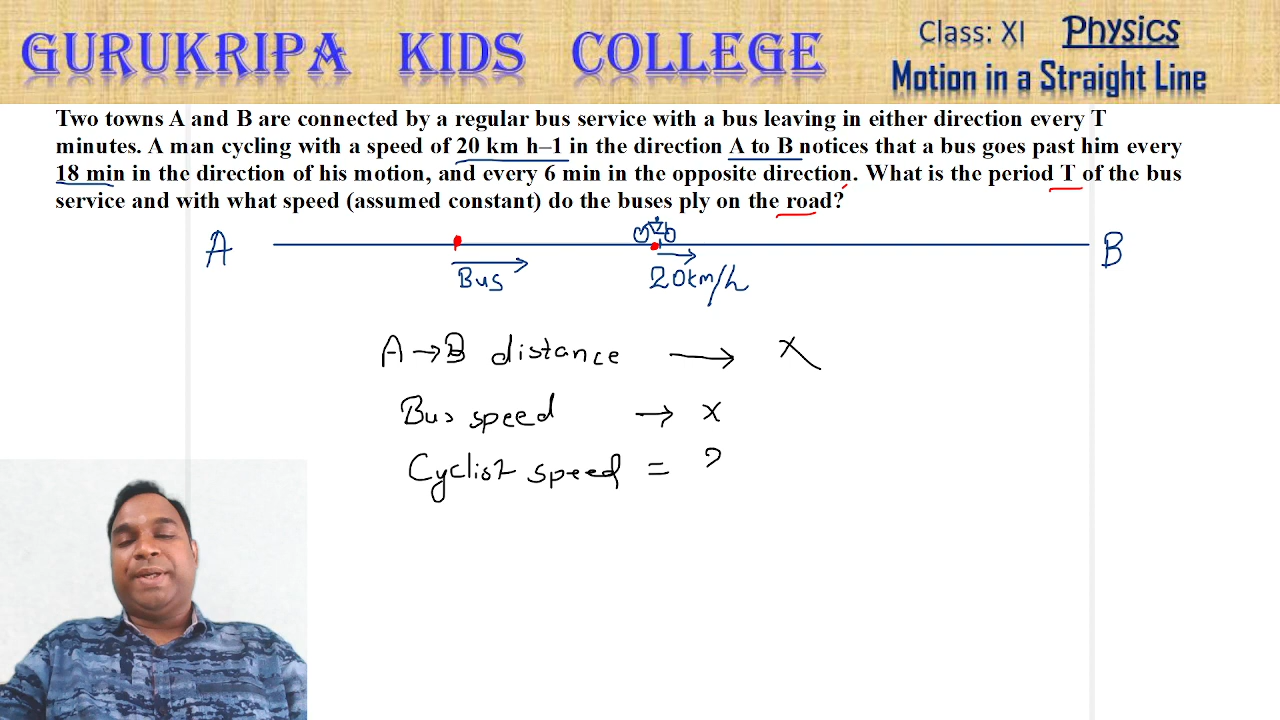 GURUKRIPA KIDS COLLEGE
Class: XI Physics
Motion in a Straight Line
Two towns A and B are connected by a regular bus service with a bus leaving in either direction every T
minutes. A man cycling with a speed of 20 km h–1 in the direction A to B notices that a bus goes past him every
18 min in the direction of his motion, and every 6 min in the opposite direction. What is the period T of the bus
service and with what speed (assumed constant) do the buses ply on the road?
A B
Bus 20km/h
A→B distance → x
Bus speed → x
Cyclist speed =